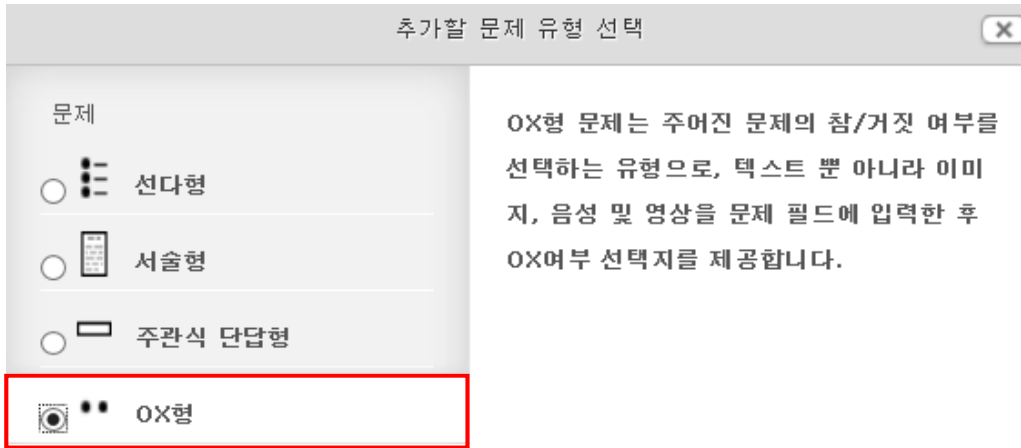 추가할 문제 유형 선택
문제
선다형
서술형
주관식 단답형
OX형
OX형 문제는 주어진 문제의 참/거짓 여부를
선택하는 유형으로, 텍스트 뿐 아니라 이미
지, 음성 및 영상을 문제 필드에 입력한 후
OX여부 선택지를 제공합니다.